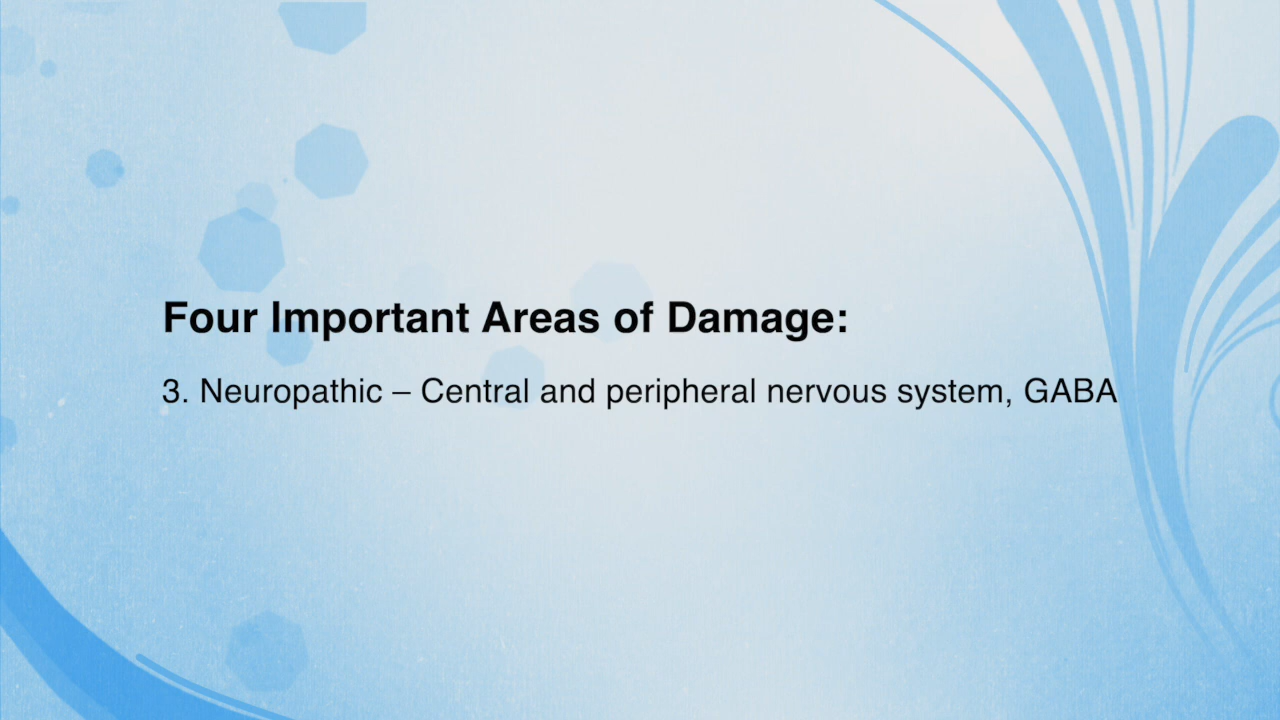 Four Important Areas of Damage:
3. Neuropathic – Central and peripheral nervous system, GABA